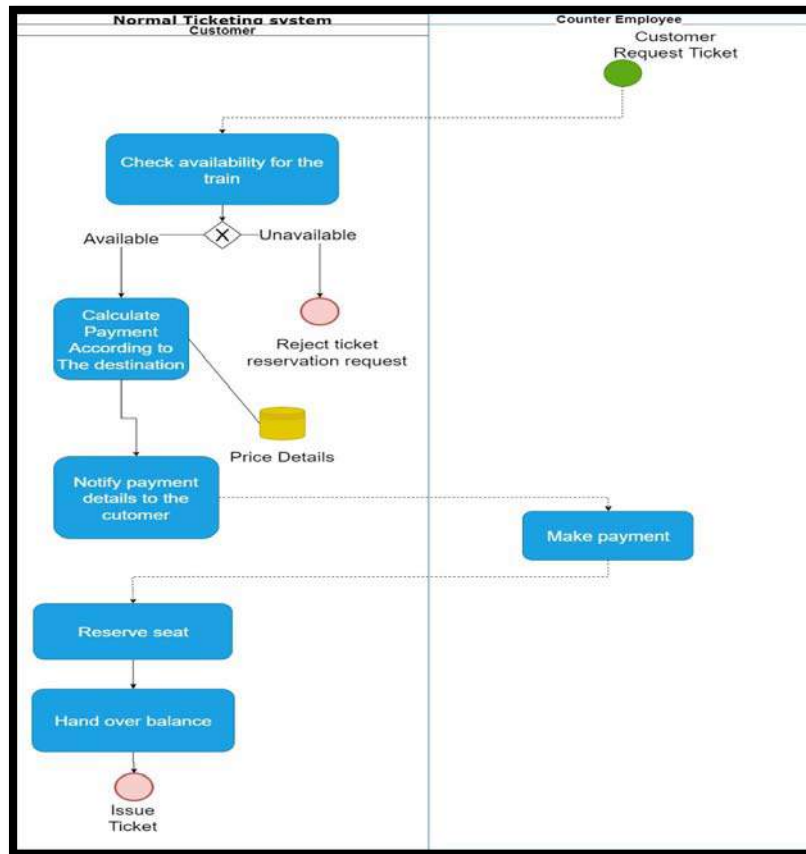 Normal Ticketing system
Customer
Counter Employee
Customer
Request Ticket
Check availability for the
train
Available
Unavailable
Calculate
Payment
According to
The destination
Reject ticket
reservation request
Price Details
Notify payment
details to the
cutomer
Make payment
Reserve seat
Hand over balance
Issue
Ticket